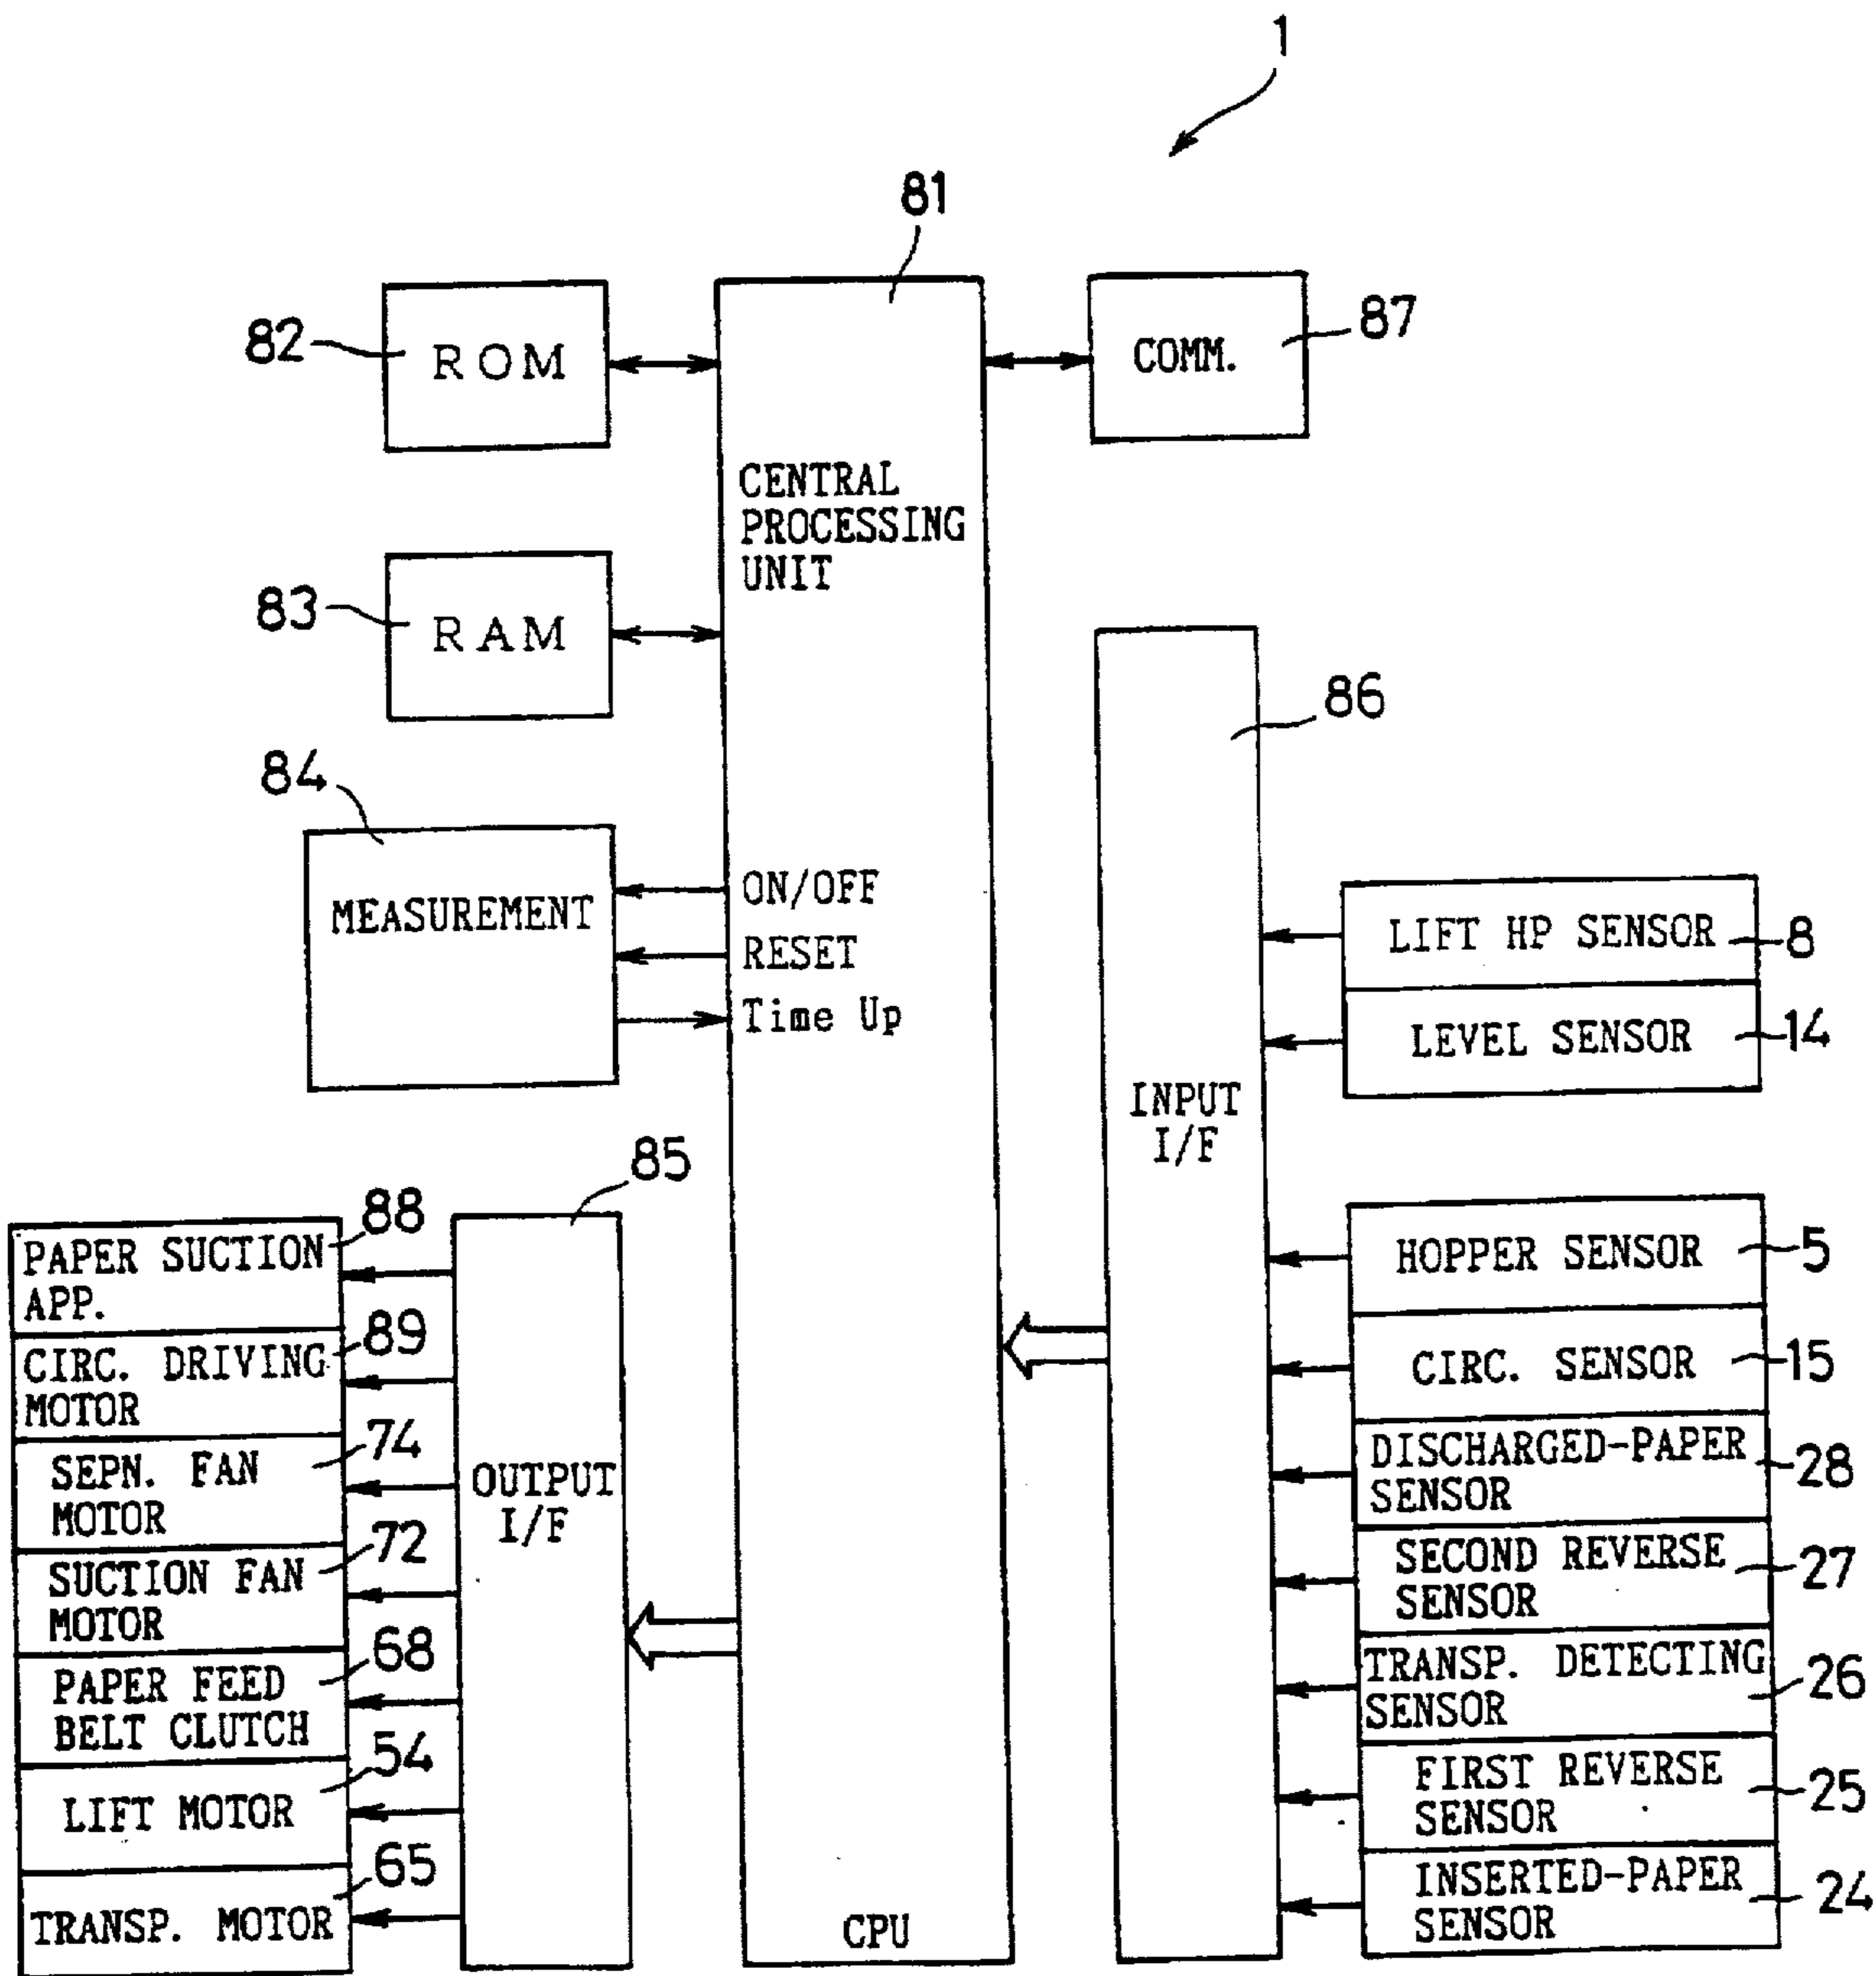 1
81
82
ROM
COMM.
87
CENTRAL
PROCESSING
UNIT
83
RAM
86
84
MEASUREMENT
ON/OFF
RESET
Time Up
LIFT HP SENSOR
8
LEVEL SENSOR
14
INPUT
I/F
85
88
PAPER SUCTION
APP.
89
CIRC. DRIVING
MOTOR
74
SEPN. FAN
MOTOR
72
SUCTION FAN
MOTOR
68
PAPER FEED
BELT CLUTCH
54
LIFT MOTOR
65
TRANSP. MOTOR
OUTPUT
I/F
CPU
HOPPER SENSOR
5
CIRC. SENSOR
15
DISCHARGED-PAPER
SENSOR
28
SECOND REVERSE
SENSOR
27
TRANSP. DETECTING
SENSOR
26
FIRST REVERSE
SENSOR
25
INSERTED-PAPER
SENSOR
24